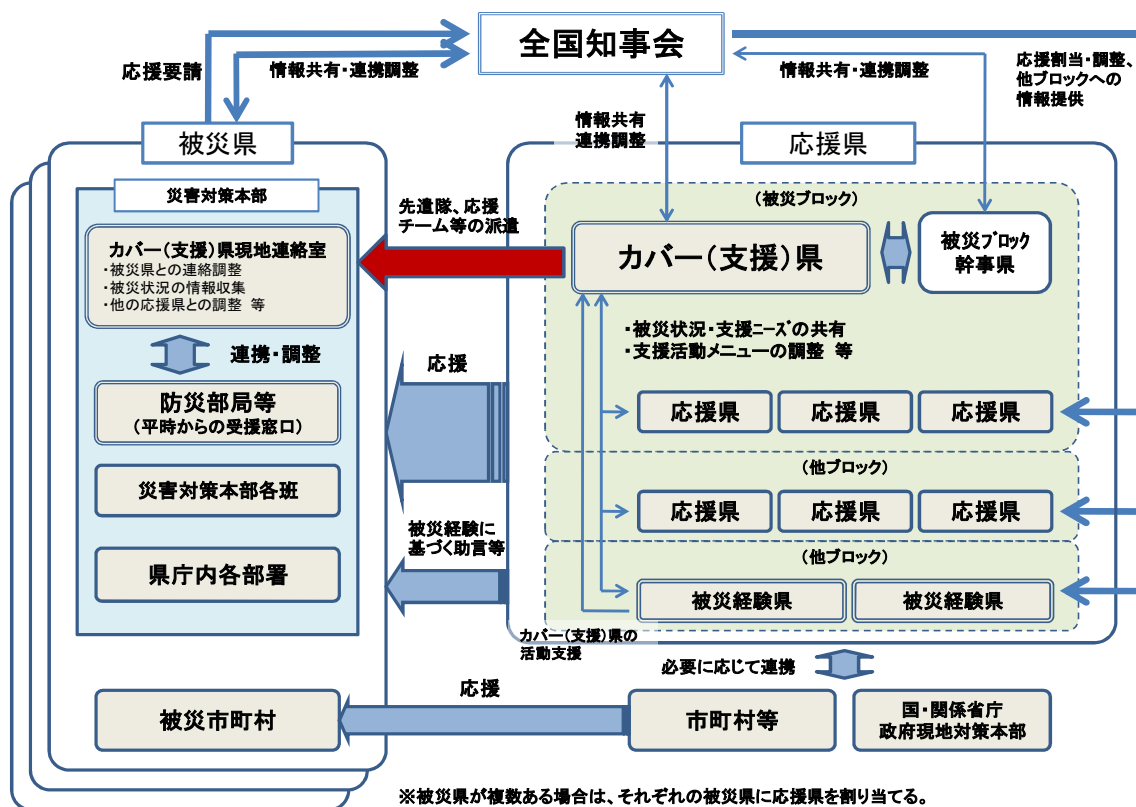 全国知事会
応援要請
情報共有・連携調整
情報共有・連携調整
応援割当・調整、
他ブロックへの
情報提供
情報共有
連携調整
被災県
災害対策本部
カバー(支援)県現地連絡室
・被災県との連絡調整
・被災状況の情報収集
・他の応援県との調整 等
連携・調整
防災部局等
(平時からの受援窓口)
災害対策本部各班
県庁内各部署
被災市町村
先遣隊、応援
チーム等の派遣
応援
被災経験に
基づく助言等
応援県
(被災ブロック)
カバー(支援)県
被災ブロック
幹事県
・被災状況・支援ニーズの共有
・支援活動メニューの調整 等
応援県
応援県
応援県
(他ブロック)
応援県
応援県
応援県
(他ブロック)
被災経験県
被災経験県
カバー(支援)県の
活動支援
必要に応じて連携
応援
市町村等
国・関係省庁
政府現地対策本部
※被災県が複数ある場合は、それぞれの被災県に応援県を割り当てる。